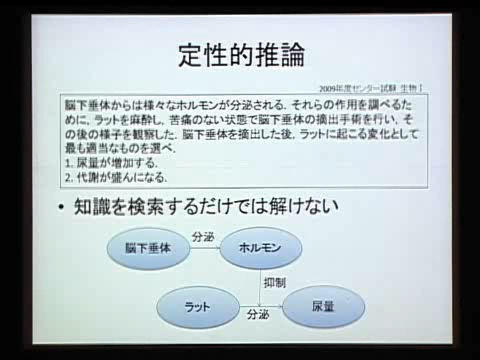 定性的推論
2009年度センター試験 生物Ⅰ
脳下垂体からは様々なホルモンが分泌される. それらの作用を調べるた
めに, ラットを麻酔し, 苦痛のない状態で脳下垂体の摘出手術を行い, そ
の後の様子を観察した. 脳下垂体を摘出した後, ラットに起こる変化として
最も適当なものを選べ.
1. 尿量が増加する.
2. 代謝が盛んになる.
• 知識を検索するだけでは解けない
脳下垂体 分泌 ホルモン
抑制
ラット 分泌 尿量